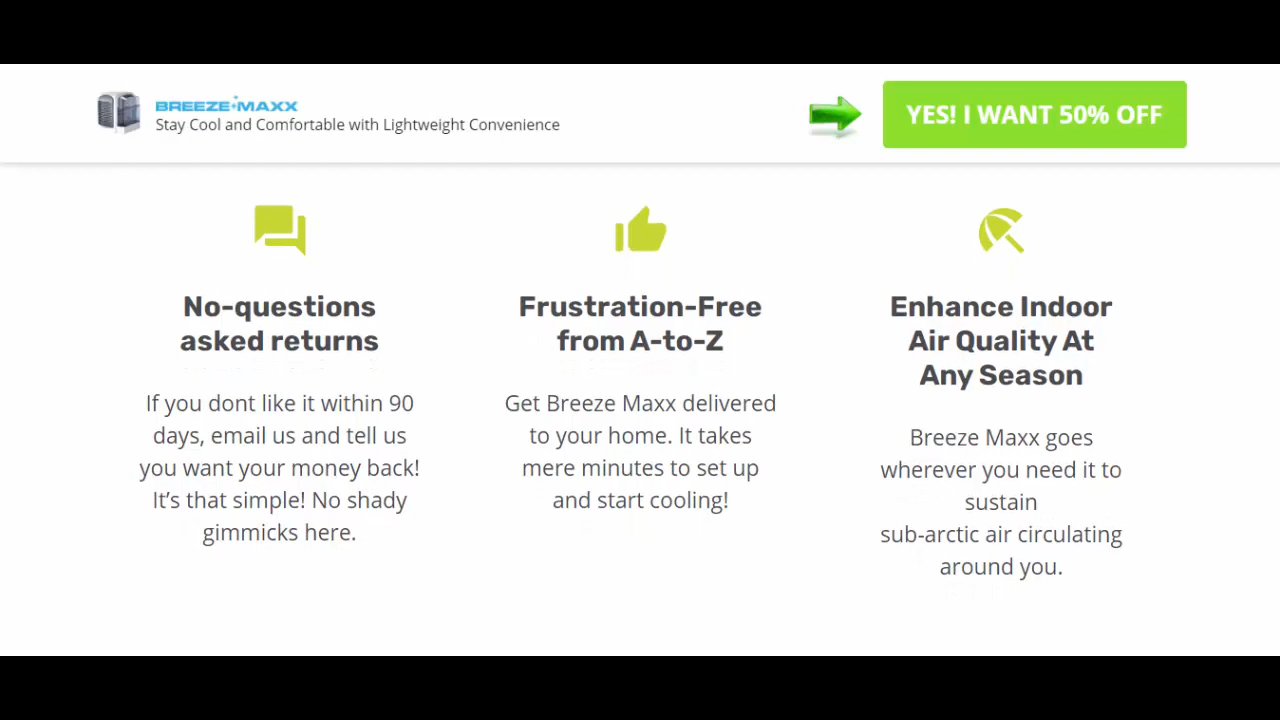 BREEZE MAXX
Stay Cool and Comfortable with Lightweight Convenience
YES! I WANT 50% OFF
No-questions
asked returns
If you dont like it within 90
days, email us and tell us
you want your money back!
It’s that simple! No shady
gimmicks here.
Frustration-Free
from A-to-Z
Get Breeze Maxx delivered
to your home. It takes
mere minutes to set up
and start cooling!
Enhance Indoor
Air Quality At
Any Season
Breeze Maxx goes
wherever you need it to
sustain
sub-arctic air circulating
around you.